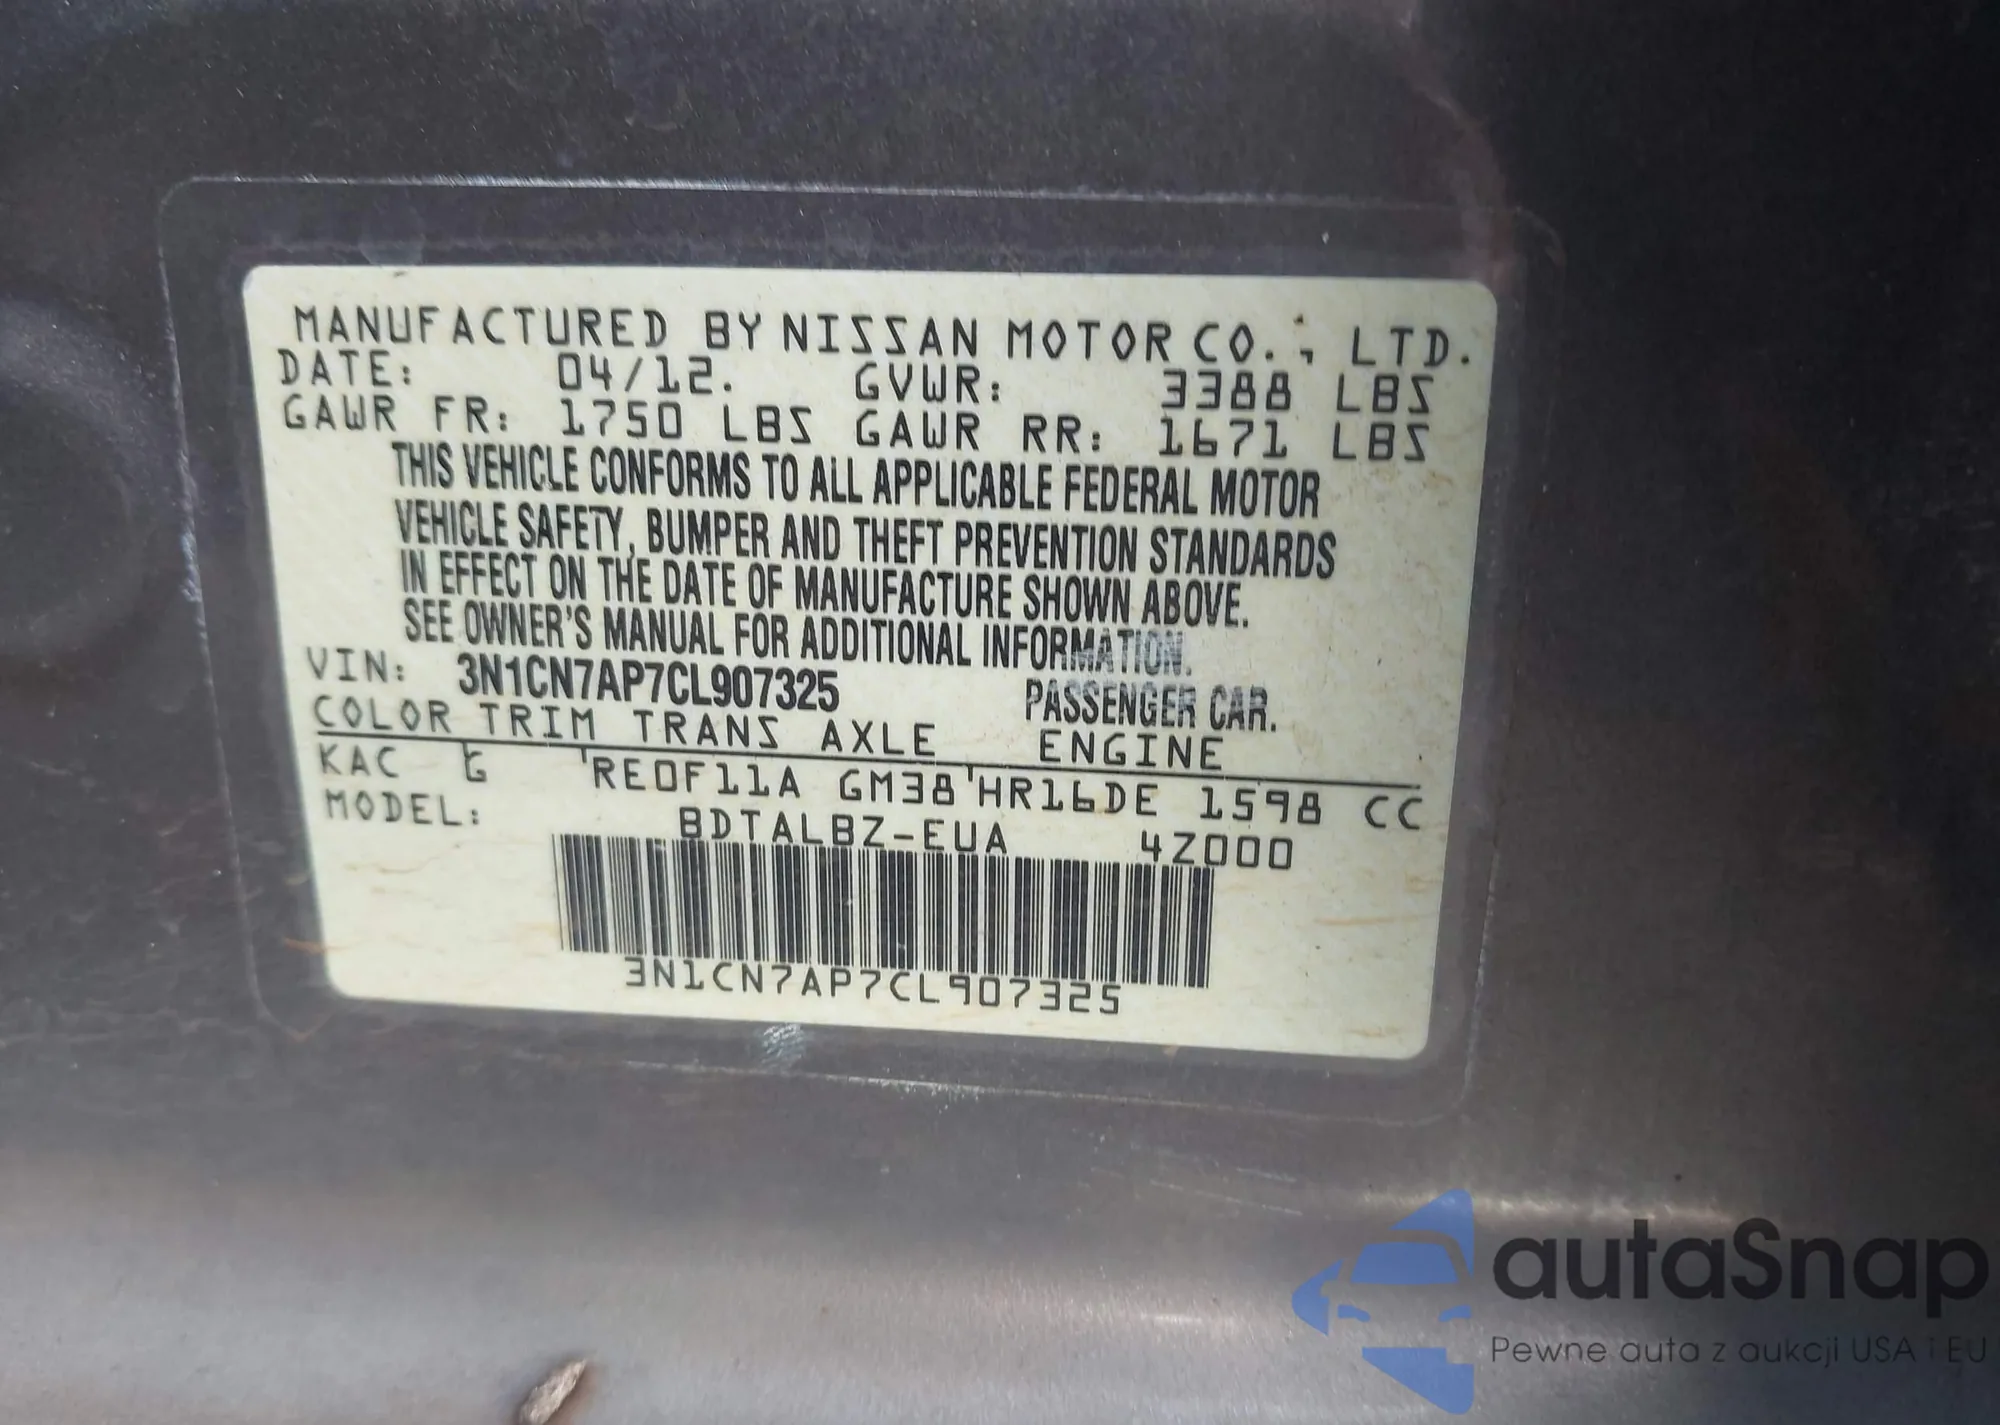 MANUFACTURED BY NISSAN MOTOR CO., LTD.
DATE: 04/12. GVWR: 3388 LBS
GAWR FR: 1750 LBS GAWR RR: 1671 LBS
THIS VEHICLE CONFORMS TO ALL APPLICABLE FEDERAL MOTOR
VEHICLE SAFETY, BUMPER AND THEFT PREVENTION STANDARDS
IN EFFECT ON THE DATE OF MANUFACTURE SHOWN ABOVE.
SEE OWNER'S MANUAL FOR ADDITIONAL INFORMATION.
VIN: 3N1CN7AP7CL907325 PASSENGER CAR.
COLOR TRIM TRANS AXLE ENGINE
KAC G 'RE0F11A GM38'HR16DE 1598 CC
MODEL: BDTALBZ-EUA 4Z000
3N1CN7AP7CL907325
autaSnap
Pewne auta z aukcji USA i EU